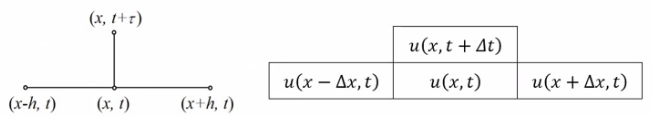 (x, t+τ)
(x-h, t) (x, t) (x+h, t)
u(x, t + Δt)
u(x − Δx, t) u(x, t) u(x + Δx, t)